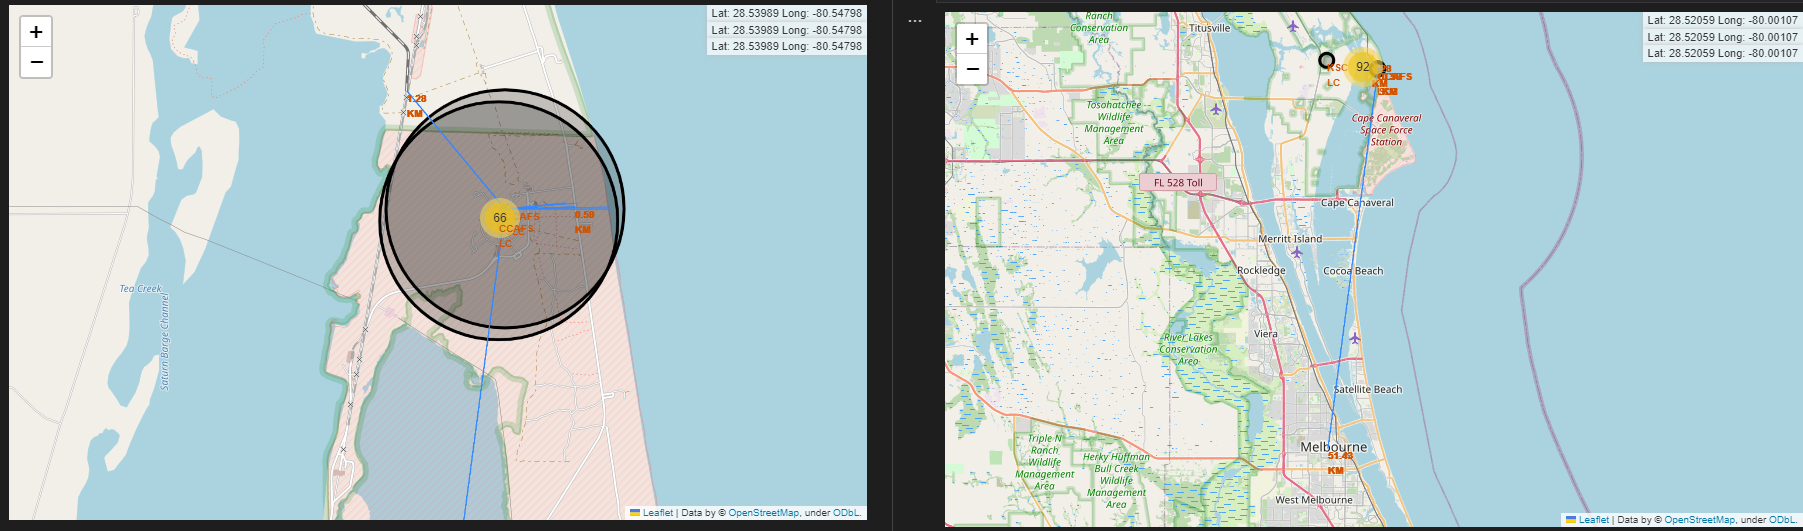 +
−
Lat: 28.53989 Long: -80.54798
Lat: 28.53989 Long: -80.54798
Lat: 28.53989 Long: -80.54798
1.28
KM
66
AFS
CCAFS
LC
LC
KM
Tea Creek
Saturn Barge Channel
Leaflet | Data by © OpenStreetMap, under ODbL.
...
+
−
Lat: 28.52059 Long: -80.00107
Lat: 28.52059 Long: -80.00107
Lat: 28.52059 Long: -80.00107
Ranch
Conservation
Area
Titusville
KSC
LC
92
KM
Tosohatchee
Wildlife
Management
Area
Cape Canaveral
Space Force
Station
FL 528 Toll
Cape Canaveral
Merritt Island
Rockledge
Cocoa Beach
Viera
River Lakes
Conservation
Area
Satellite Beach
Triple N
Ranch
Wildlife
Management
Area
Herky Huffman
Bull Creek
Wildlife
Management
Area
Melbourne
51.43
KM
West Melbourne
Leaflet | Data by © OpenStreetMap, under ODbL.